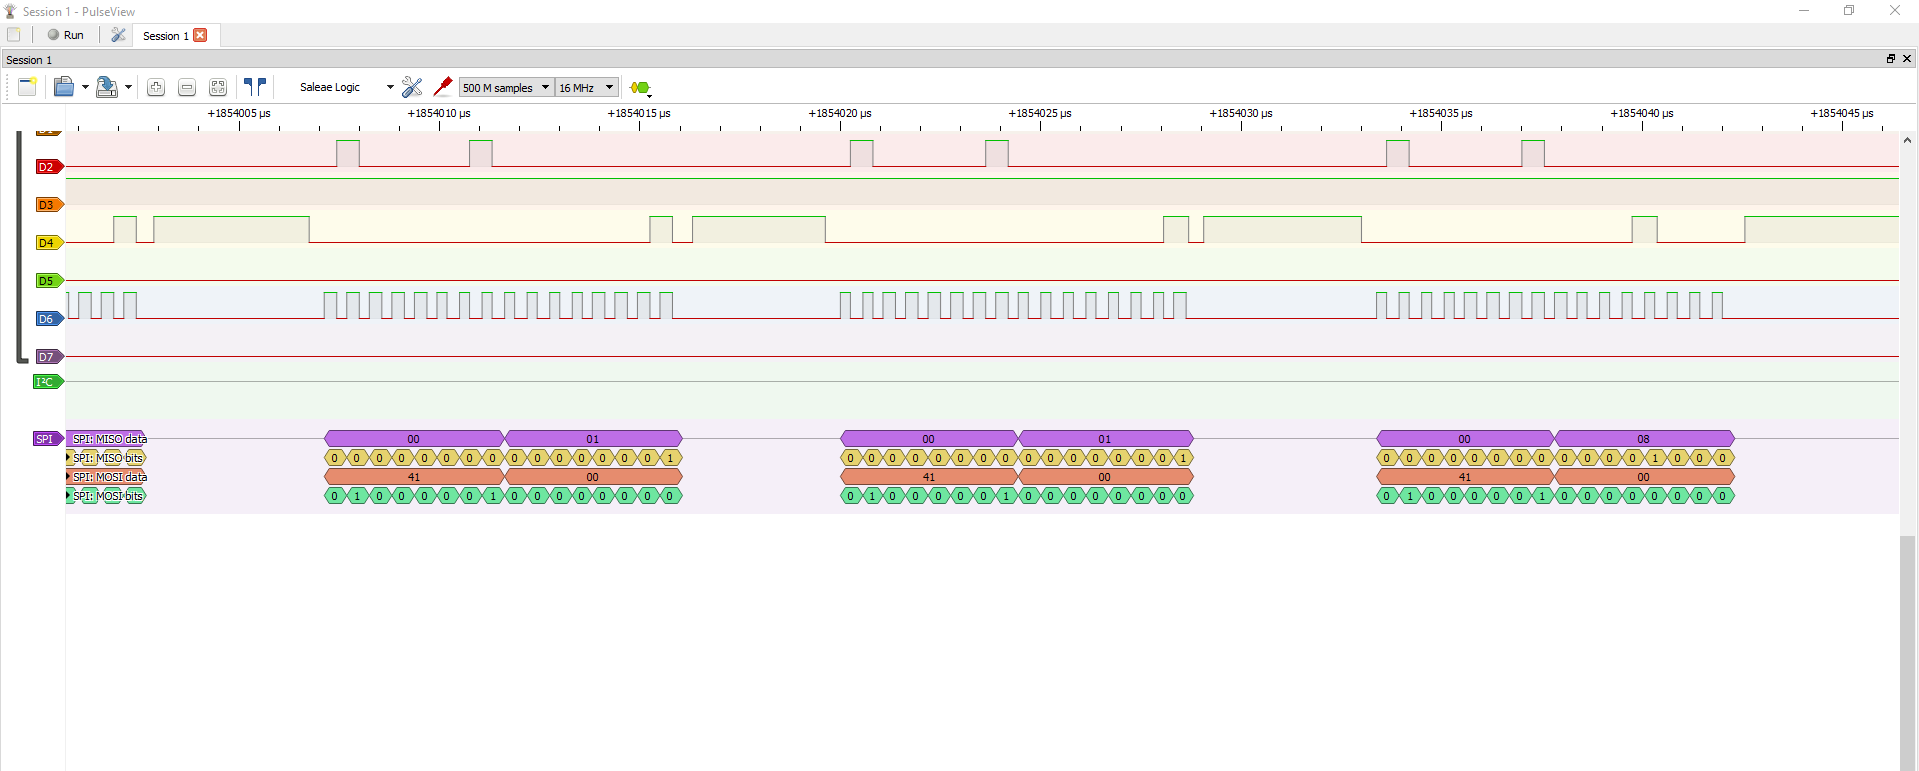 Session 1 - PulseView
Run
Session 1
Session 1
Saleae Logic 500 M samples 16 MHz
+1854005 µs +1854010 µs +1854015 µs +1854020 µs +1854025 µs +1854030 µs +1854035 µs +1854040 µs +1854045 µs
D2
D3
D4
D5
D6
D7
I²C
SPI SPI: MISO data 00 01 00 01 00 08
SPI: MISO bits 0 0 0 0 0 0 0 0 0 0 0 0 0 0 0 1 0 0 0 0 0 0 0 0 0 0 0 0 0 0 0 1 0 0 0 0 0 0 0 0 0 0 0 0 1 0 0 0
SPI: MOSI data 41 00 41 00 41 00
SPI: MOSI bits 0 1 0 0 0 0 0 1 0 0 0 0 0 0 0 0 0 1 0 0 0 0 0 1 0 0 0 0 0 0 0 0 0 1 0 0 0 0 0 1 0 0 0 0 0 0 0 0